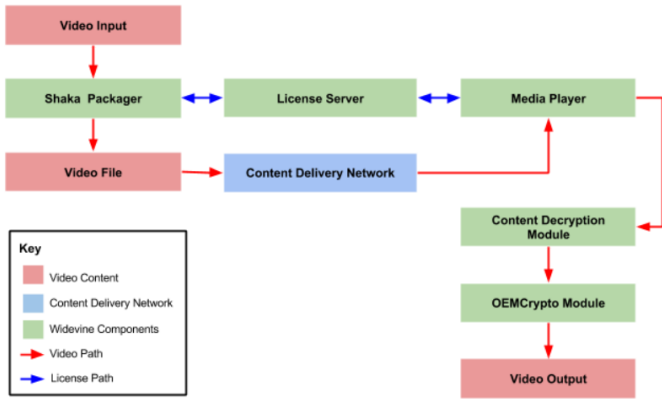 Video Input
Shaka Packager
License Server
Media Player
Video File
Content Delivery Network
Content Decryption
Module
OEMCrypto Module
Video Output
Key
Video Content
Content Delivery Network
Widevine Components
Video Path
License Path